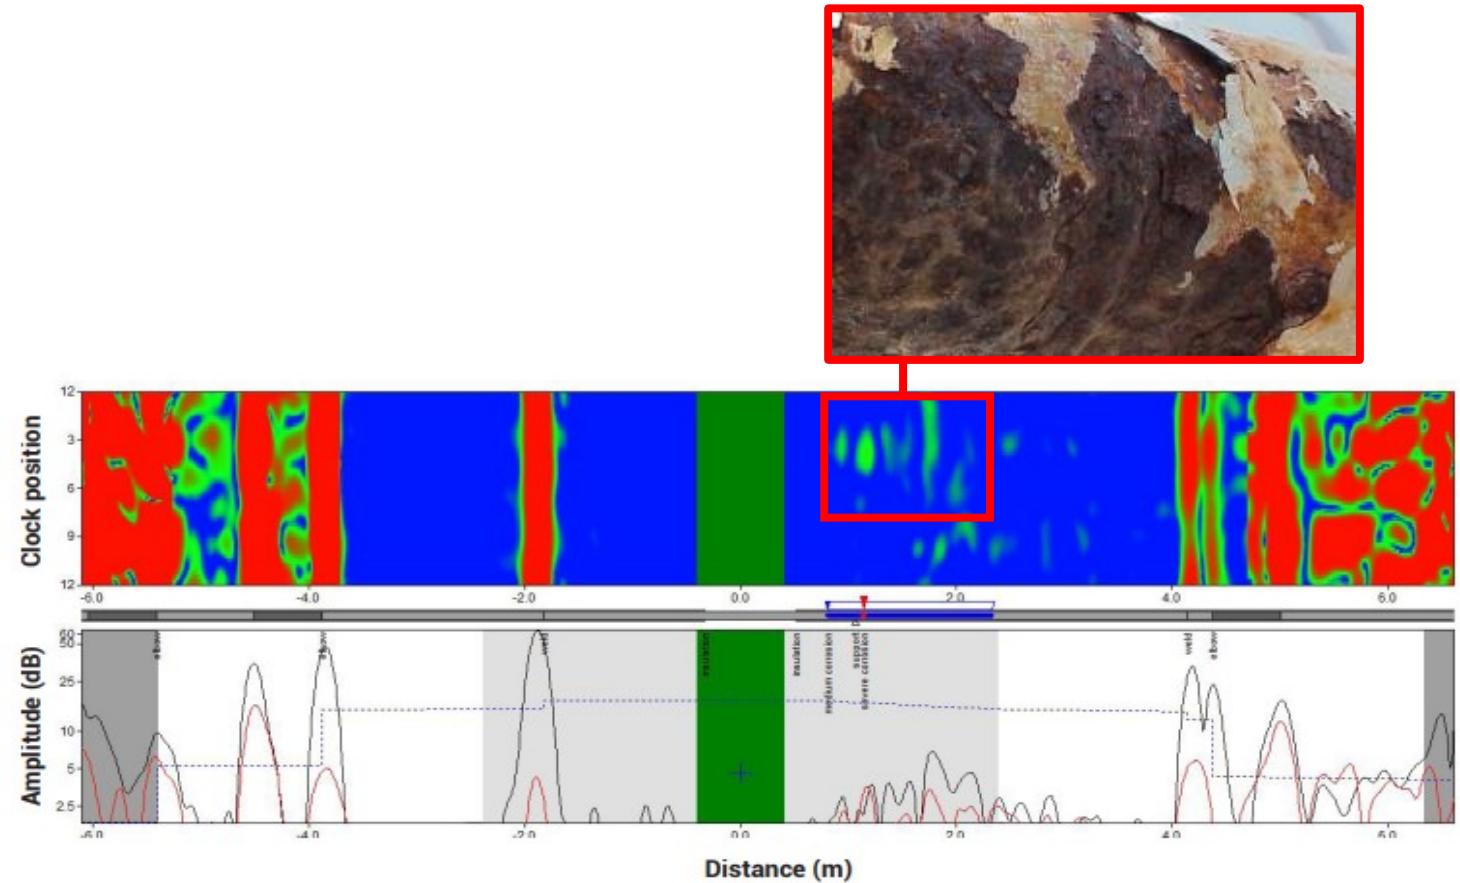 Clock position
12
3
6
9
12
-6.0 -4.0 -2.0 0.0 2.0 4.0 6.0
Amplitude (dB)
50
25
10
5
2.5
elbow
weld
insulation
insulation
medium corrosion
support
severe corrosion
weld
elbow
-6.0 -4.0 -2.0 0.0 2.0 4.0 6.0
Distance (m)